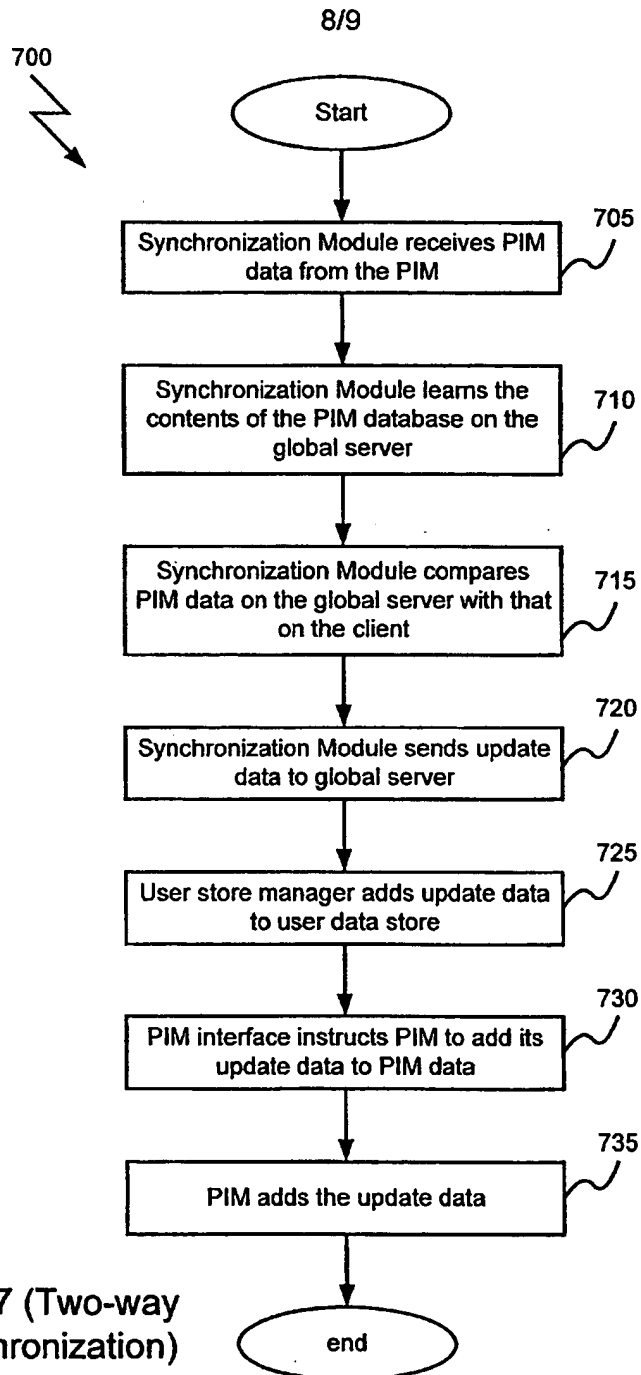 8/9
700
Start
705
Synchronization Module receives PIM
data from the PIM
710
Synchronization Module learns the
contents of the PIM database on the
global server
715
Synchronization Module compares
PIM data on the global server with that
on the client
720
Synchronization Module sends update
data to global server
725
User store manager adds update data
to user data store
730
PIM interface instructs PIM to add its
update data to PIM data
735
PIM adds the update data
7 (Two-way
hronization)
end